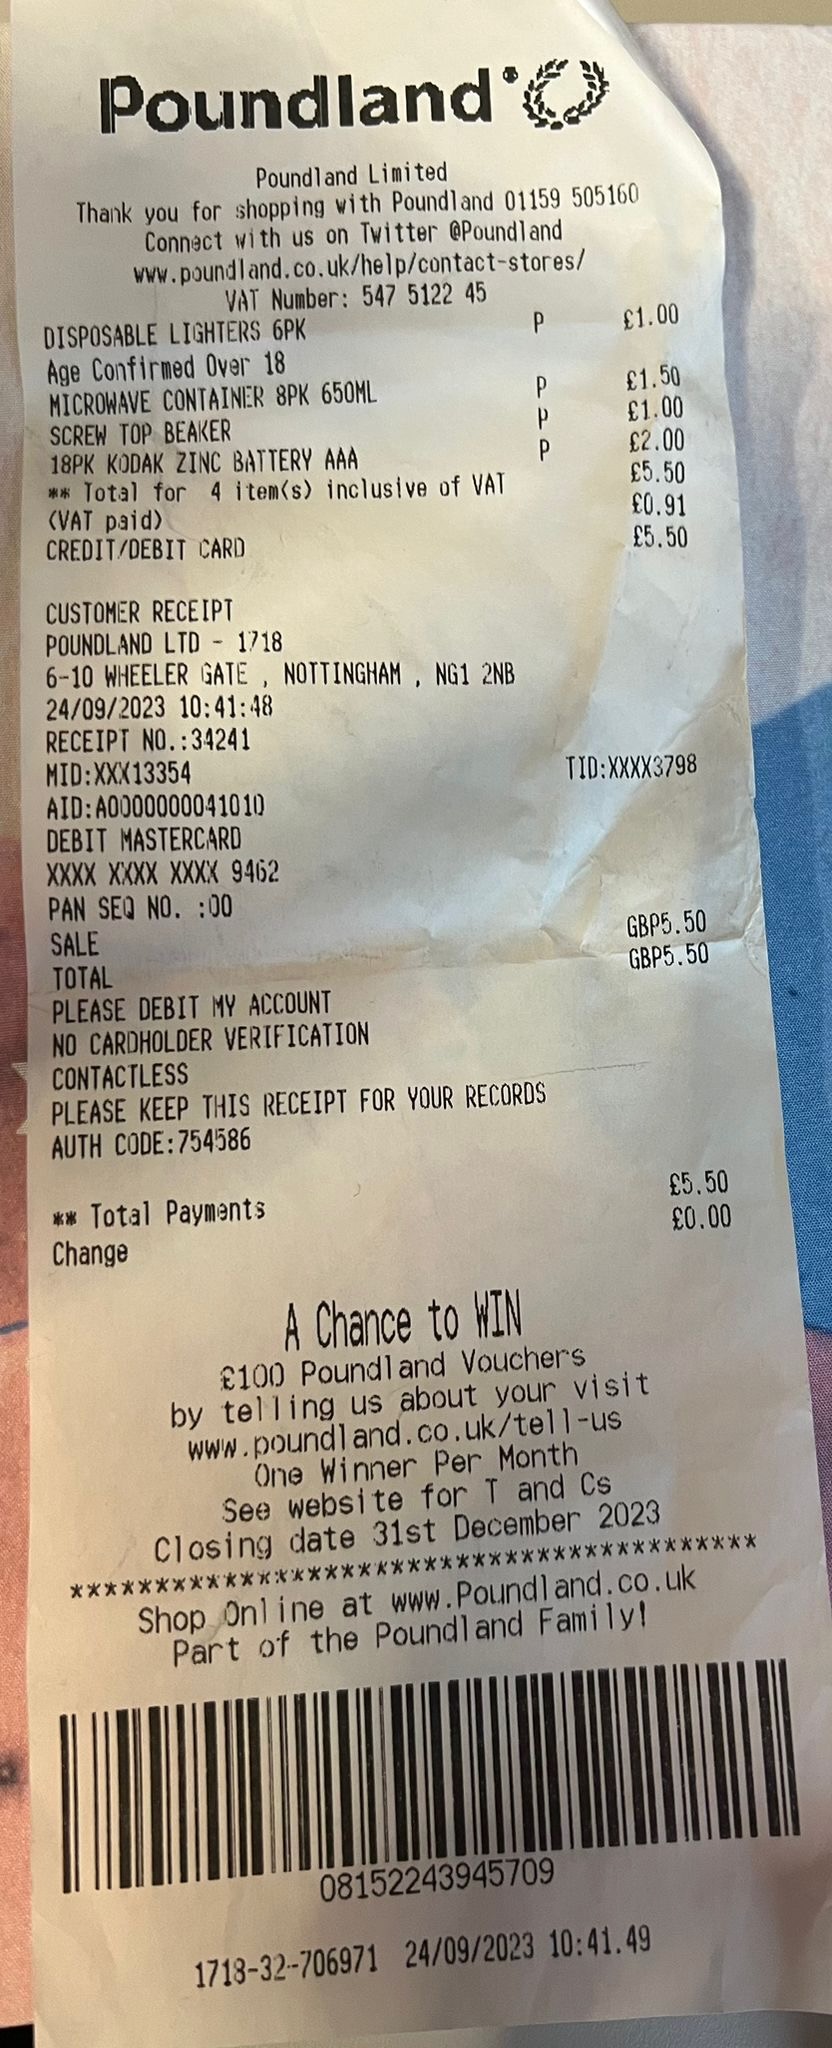 Poundland®
Poundland Limited
Thank you for shopping with Poundland 01159 505160
Connect with us on Twitter @Poundland
www.poundland.co.uk/help/contact-stores/
VAT Number: 547 5122 45
DISPOSABLE LIGHTERS 6PK P £1.00
Age Confirmed Over 18
MICROWAVE CONTAINER 8PK 650ML P £1.50
SCREW TOP BEAKER P £1.00
18PK KODAK ZINC BATTERY AAA P £2.00
** Total for 4 item(s) inclusive of VAT £5.50
(VAT paid) £0.91
CREDIT/DEBIT CARD £5.50
CUSTOMER RECEIPT
POUNDLAND LTD - 1718
6-10 WHEELER GATE , NOTTINGHAM , NG1 2NB
24/09/2023 10:41:48
RECEIPT NO.:34241
MID:XXX13354 TID:XXXX3798
AID:A0000000041010
DEBIT MASTERCARD
XXXX XXXX XXXX 9462
PAN SEQ NO. :00
SALE GBP5.50
TOTAL GBP5.50
PLEASE DEBIT MY ACCOUNT
NO CARDHOLDER VERIFICATION
CONTACTLESS
PLEASE KEEP THIS RECEIPT FOR YOUR RECORDS
AUTH CODE:754586
** Total Payments £5.50
Change £0.00
A Chance to WIN
£100 Poundland Vouchers
by telling us about your visit
www.poundland.co.uk/tell-us
One Winner Per Month
See website for T and Cs
Closing date 31st December 2023
****************************************
Shop Online at www.Poundland.co.uk
Part of the Poundland Family!
08152243945709
1718-32-706971 24/09/2023 10:41.49